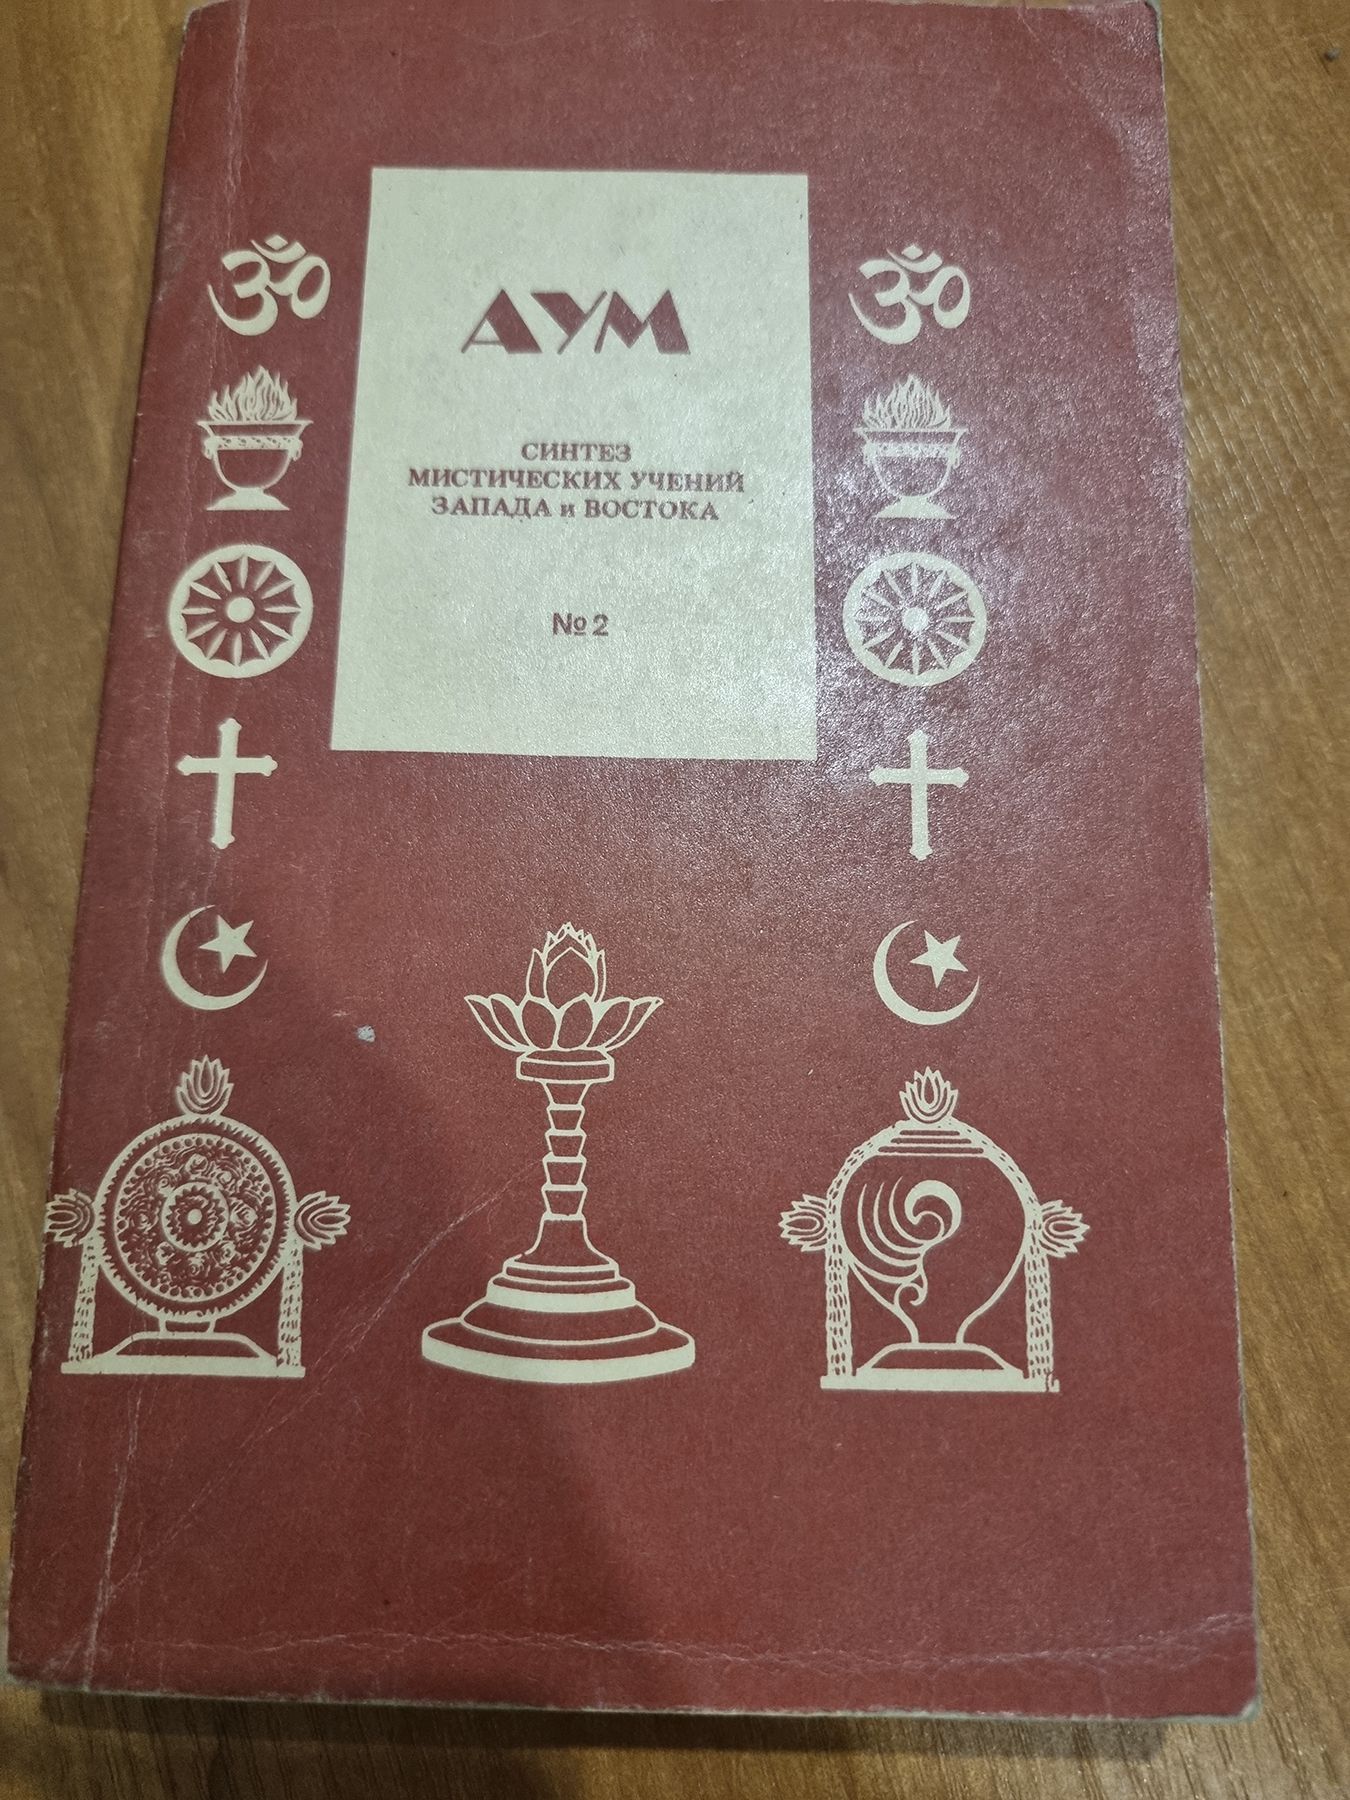 АУМ
СИНТЕЗ
МИСТИЧЕСКИХ УЧЕНИЙ
ЗАПАДА и ВОСТОКА
№2